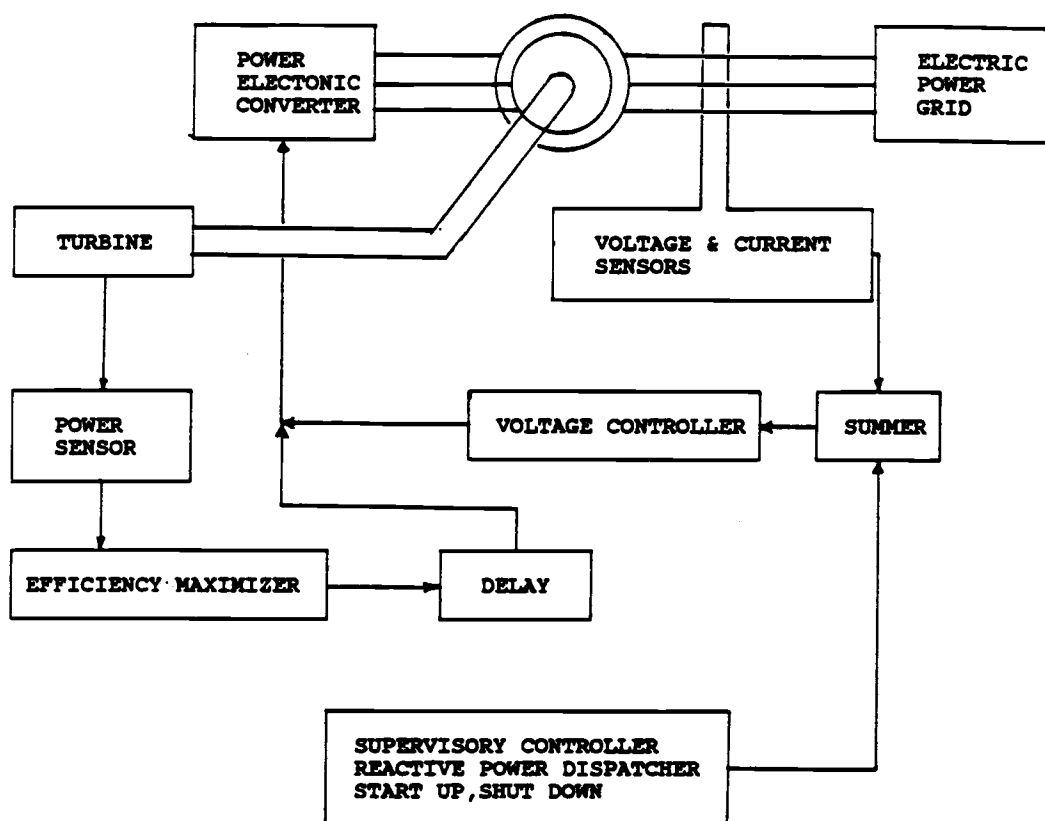 POWER
ELECTONIC
CONVERTER
ELECTRIC
POWER
GRID
TURBINE
VOLTAGE & CURRENT
SENSORS
POWER
SENSOR
VOLTAGE CONTROLLER
SUMMER
EFFICIENCY MAXIMIZER
DELAY
SUPERVISORY CONTROLLER
REACTIVE POWER DISPATCHER
START UP,SHUT DOWN